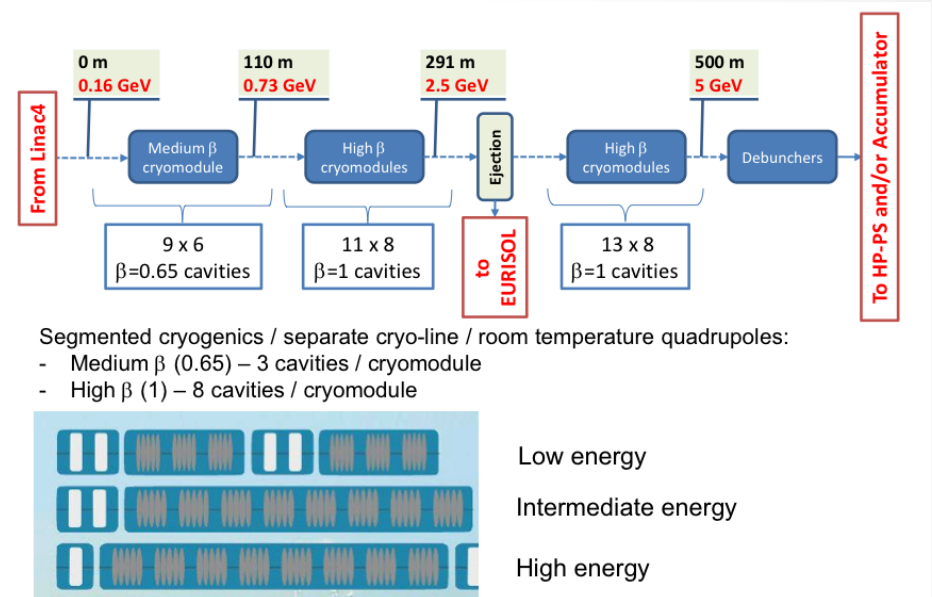 0 m
0.16 GeV
110 m
0.73 GeV
291 m
2.5 GeV
500 m
5 GeV
From Linac4
Medium β
cryomodule
High β
cryomodules
Ejection
High β
cryomodules
Debunchers
To HP-PS and/or Accumulator
9 x 6
β=0.65 cavities
11 x 8
β=1 cavities
to
EURISOL
13 x 8
β=1 cavities
Segmented cryogenics / separate cryo-line / room temperature quadrupoles:
- Medium β (0.65) – 3 cavities / cryomodule
- High β (1) – 8 cavities / cryomodule
Low energy
Intermediate energy
High energy